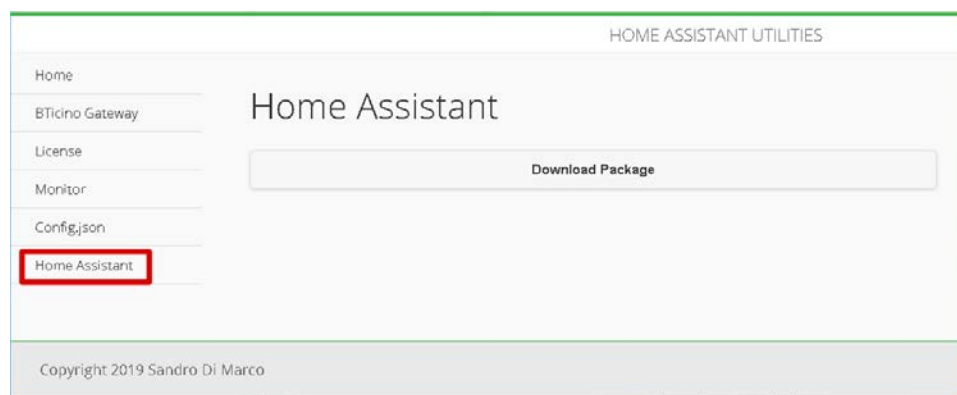 HOME ASSISTANT UTILITIES
Home
BTicino Gateway
License
Monitor
Config.json
Home Assistant
Home Assistant
Download Package
Copyright 2019 Sandro Di Marco